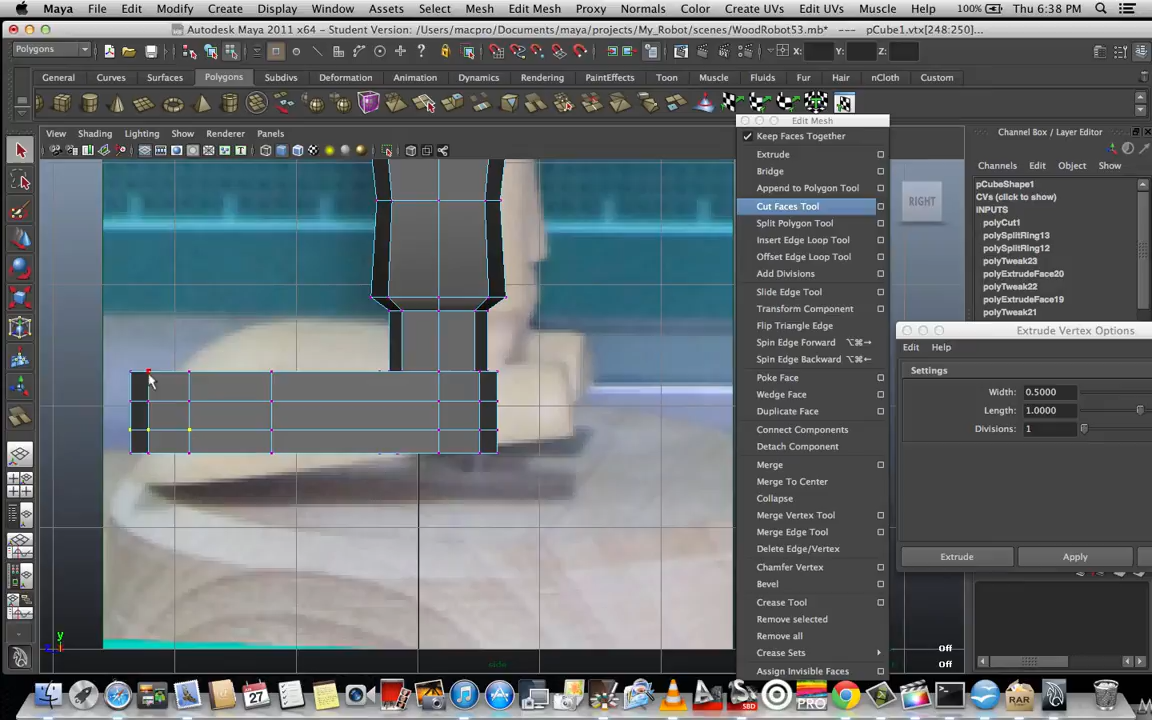 Maya File Edit Modify Create Display Window Assets Select Mesh Edit Mesh Proxy Normals Color Create UVs Edit UVs Muscle Help 100% Thu 6:38 PM
Autodesk Maya 2011 x64 - Student Version: /Users/macpro/Documents/maya/projects/My_Robot/scenes/WoodRobot53.mb* --- pCube1.vtx[248:250]...
Polygons X: Y: Z:
General Curves Surfaces Polygons Subdivs Deformation Animation Dynamics Rendering PaintEffects Toon Muscle Fluids Fur Hair nCloth Custom
View Shading Lighting Show Renderer Panels
Channel Box / Layer Editor
Channels Edit Object Show
pCubeShape1
CVs (click to show)
INPUTS
polyCut1
polySplitRing13
polySplitRing12
polyTweak23
polyExtrudeFace20
polyTweak22
polyExtrudeFace19
polyTweak21
RIGHT
Edit Mesh
Keep Faces Together
Extrude
Bridge
Append to Polygon Tool
Cut Faces Tool
Split Polygon Tool
Insert Edge Loop Tool
Offset Edge Loop Tool
Add Divisions
Slide Edge Tool
Transform Component
Flip Triangle Edge
Spin Edge Forward ⌥⌘→
Spin Edge Backward ⌥⌘←
Poke Face
Wedge Face
Duplicate Face
Connect Components
Detach Component
Merge
Merge To Center
Collapse
Merge Vertex Tool
Merge Edge Tool
Delete Edge/Vertex
Chamfer Vertex
Bevel
Crease Tool
Remove selected
Remove all
Crease Sets
Assign Invisible Faces
Extrude Vertex Options
Edit Help
Settings
Width: 0.5000
Length: 1.0000
Divisions: 1
Extrude Apply
Off
Off
y